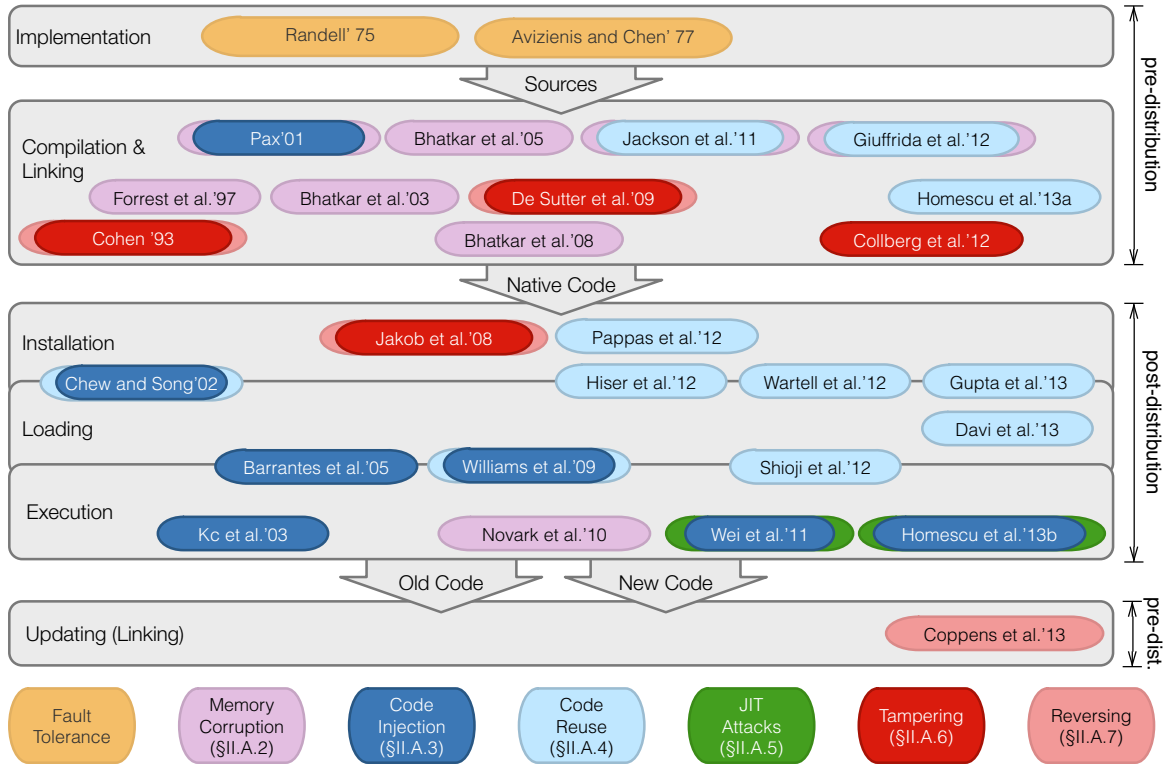 Implementation
Randell' 75
Avizienis and Chen' 77
pre-distribution
Sources
Compilation &
Linking
Pax'01
Bhatkar et al.'05
Jackson et al.'11
Giuffrida et al.'12
Forrest et al.'97
Bhatkar et al.'03
De Sutter et al.'09
Homescu et al.'13a
Cohen '93
Bhatkar et al.'08
Collberg et al.'12
Native Code
Installation
Jakob et al.'08
Pappas et al.'12
post-distribution
Chew and Song'02
Hiser et al.'12
Wartell et al.'12
Gupta et al.'13
Loading
Davi et al.'13
Barrantes et al.'05
Williams et al.'09
Shioji et al.'12
Execution
Kc et al.'03
Novark et al.'10
Wei et al.'11
Homescu et al.'13b
Old Code
New Code
Updating (Linking)
Coppens et al.'13
pre-dist.
Fault
Tolerance
Memory
Corruption
(§II.A.2)
Code
Injection
(§II.A.3)
Code
Reuse
(§II.A.4)
JIT
Attacks
(§II.A.5)
Tampering
(§II.A.6)
Reversing
(§II.A.7)